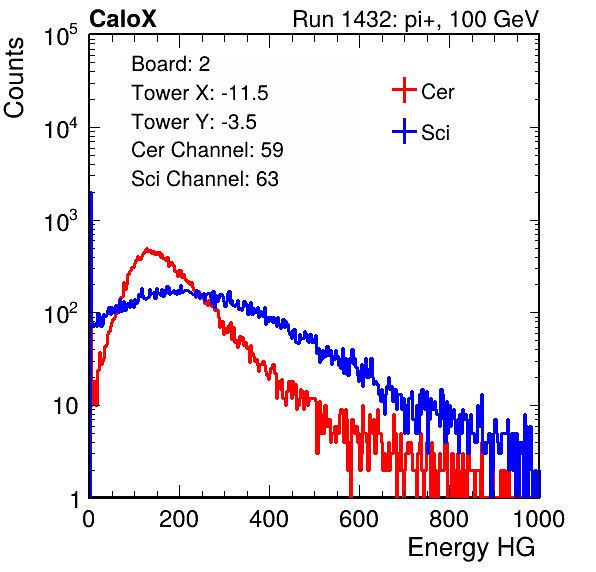 CaloX Run 1432: pi+, 100 GeV
Counts
10^5
10^4
10^3
10^2
10
1
Board: 2
Tower X: -11.5
Tower Y: -3.5
Cer Channel: 59
Sci Channel: 63
Cer
Sci
0 200 400 600 800 1000
Energy HG